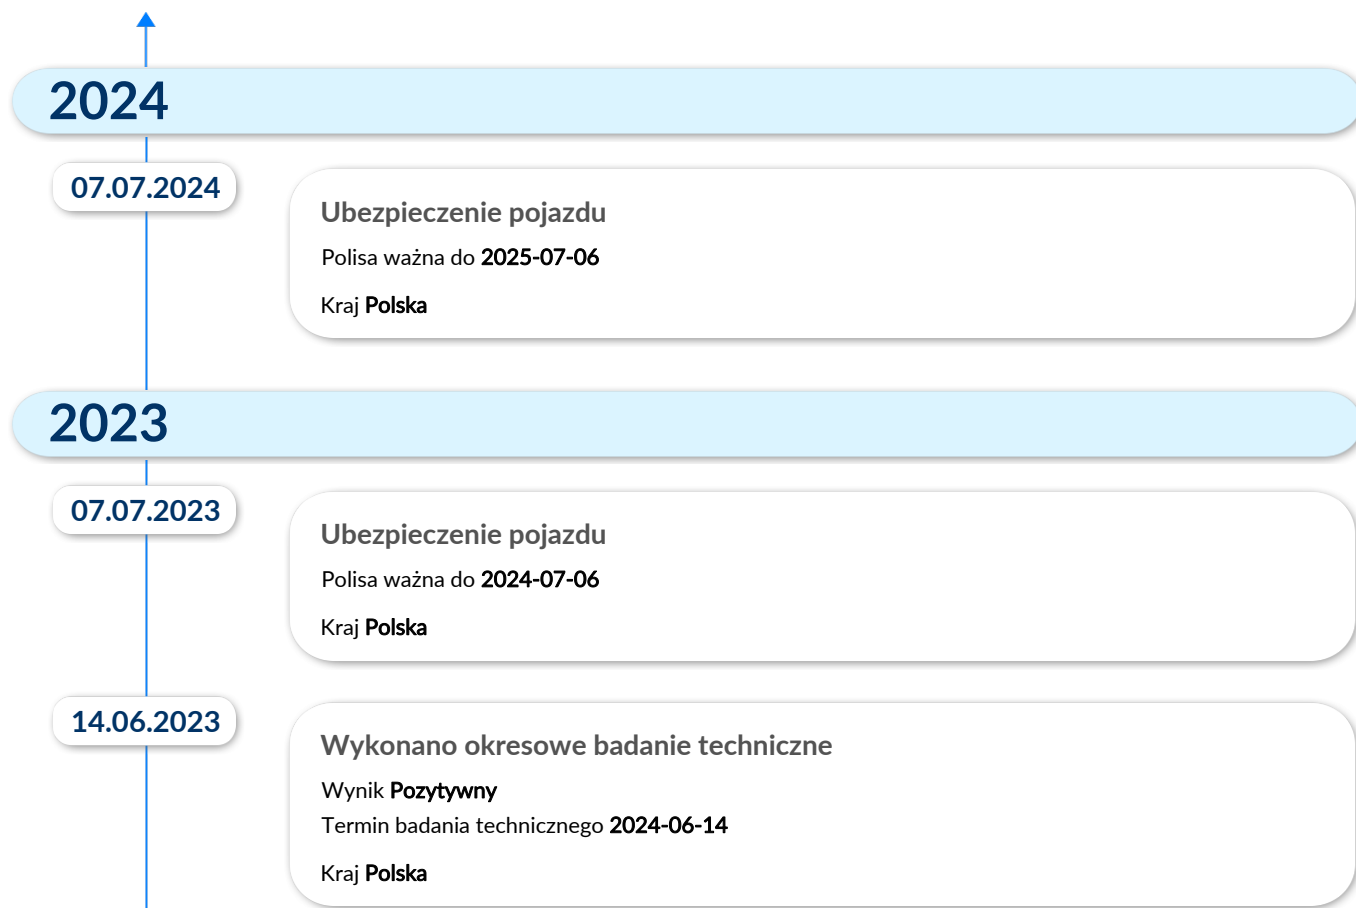 2024
07.07.2024
Ubezpieczenie pojazdu
Polisa ważna do 2025-07-06
Kraj Polska
2023
07.07.2023
Ubezpieczenie pojazdu
Polisa ważna do 2024-07-06
Kraj Polska
14.06.2023
Wykonano okresowe badanie techniczne
Wynik Pozytywny
Termin badania technicznego 2024-06-14
Kraj Polska